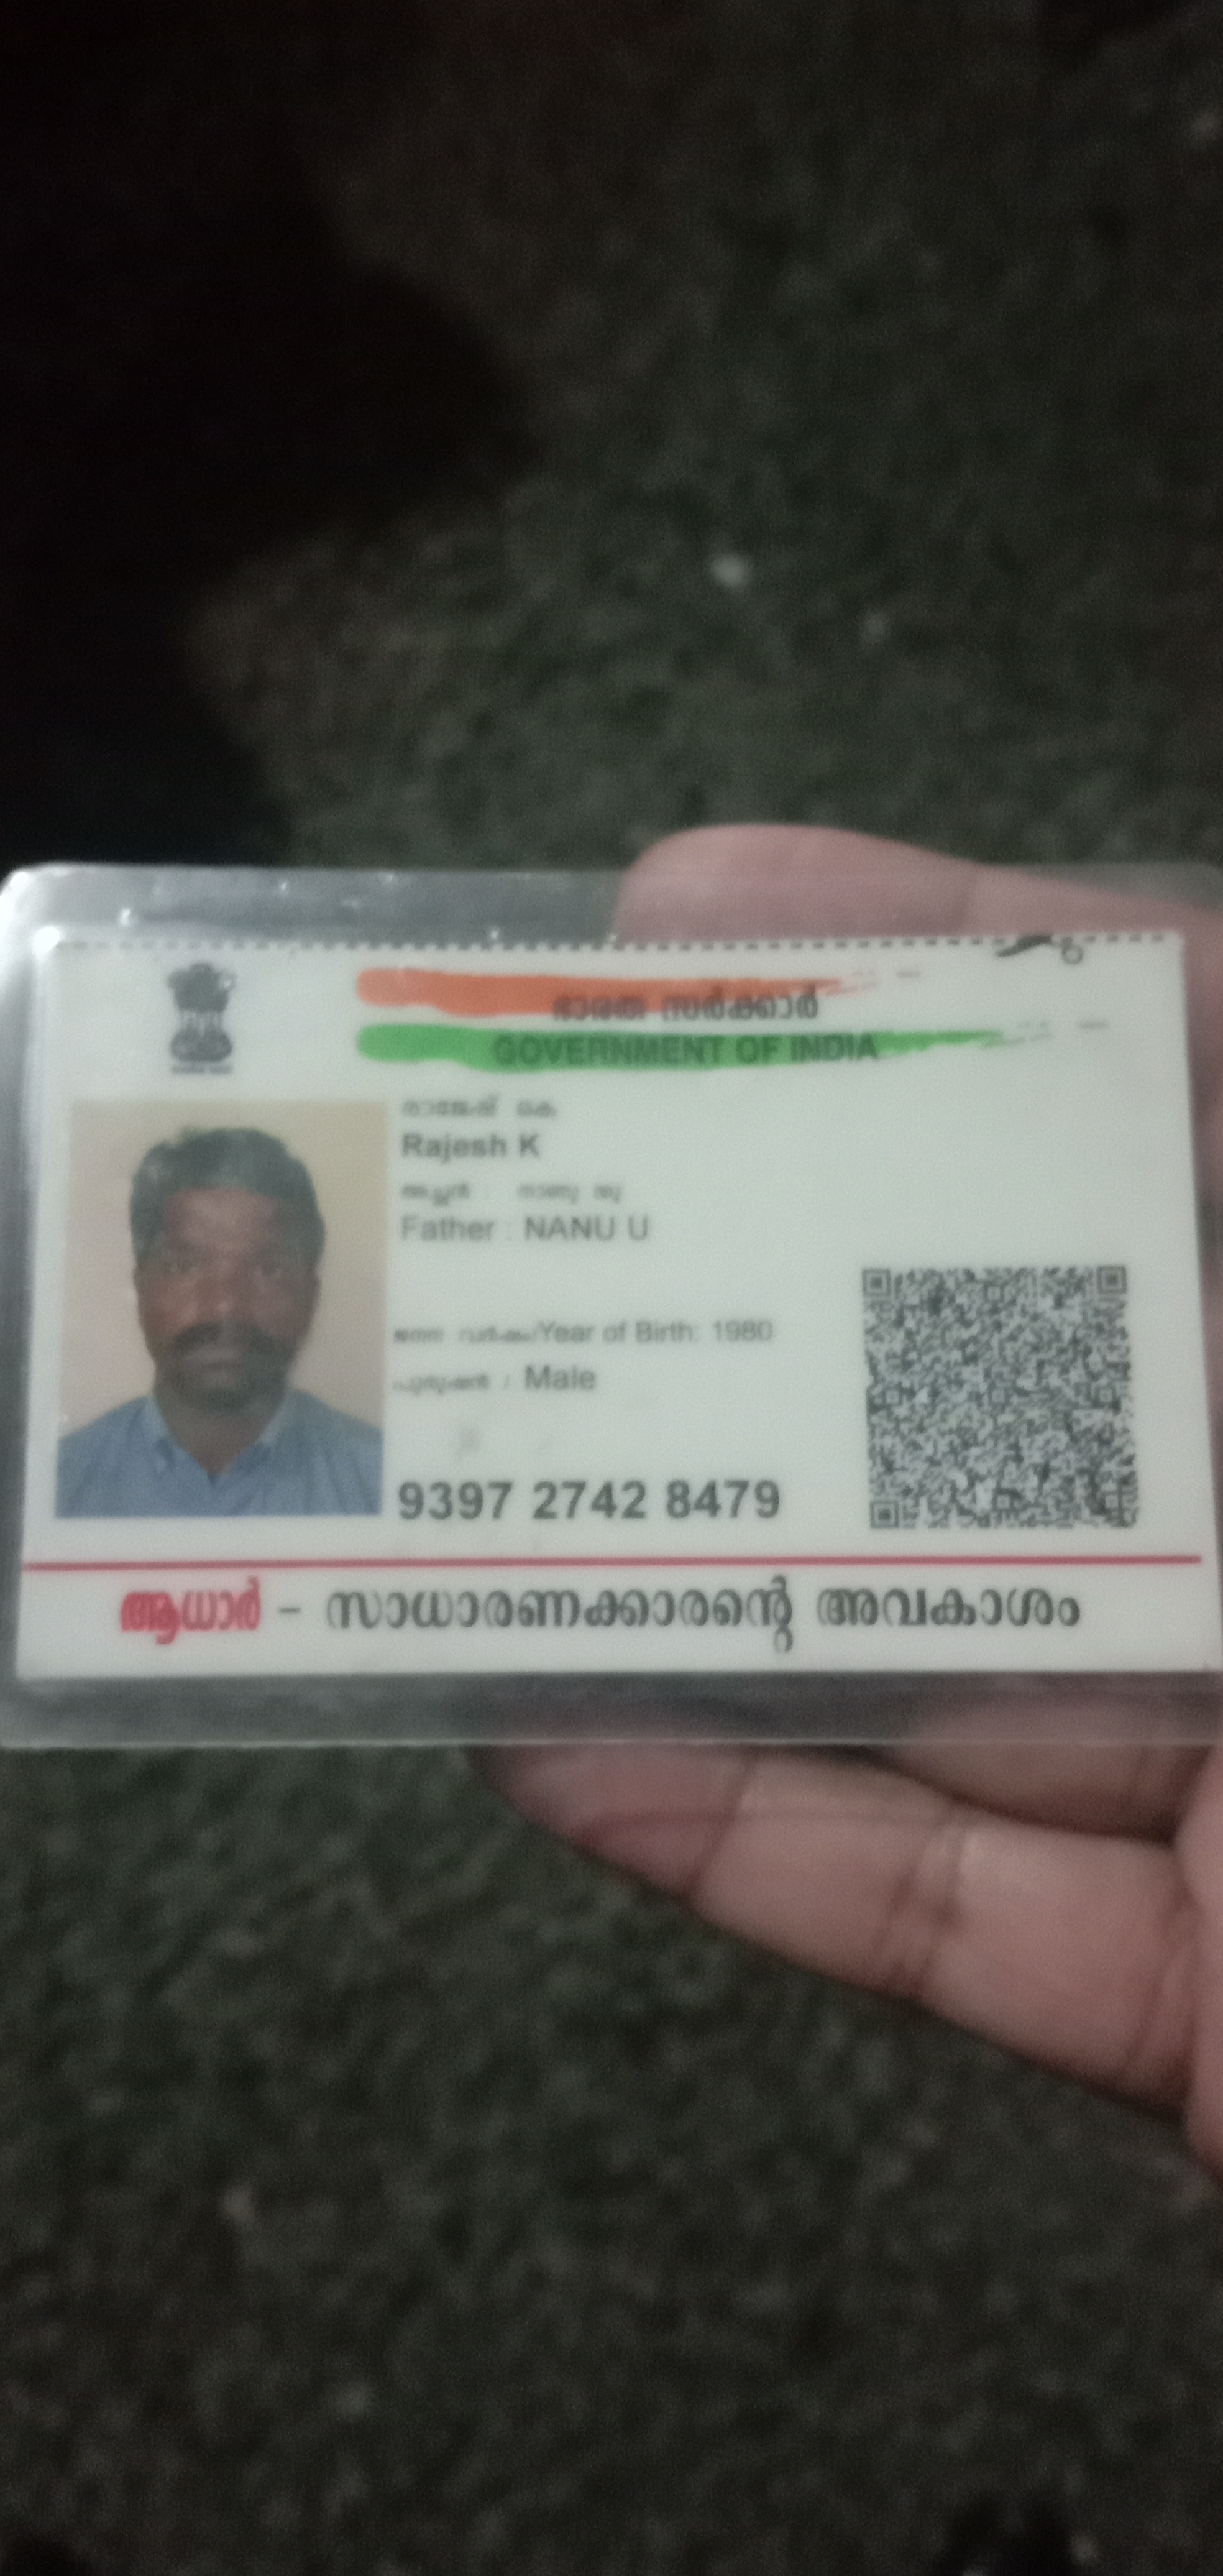 ഭാരത സർക്കാർ
GOVERNMENT OF INDIA
രാജേഷ് കെ
Rajesh K
അച്ഛൻ നാണു യു
Father : NANU U
ജനന വർഷം/Year of Birth: 1980
പുരുഷൻ / Male
9397 2742 8479
ആധാർ – സാധാരണക്കാരന്റെ അവകാശം